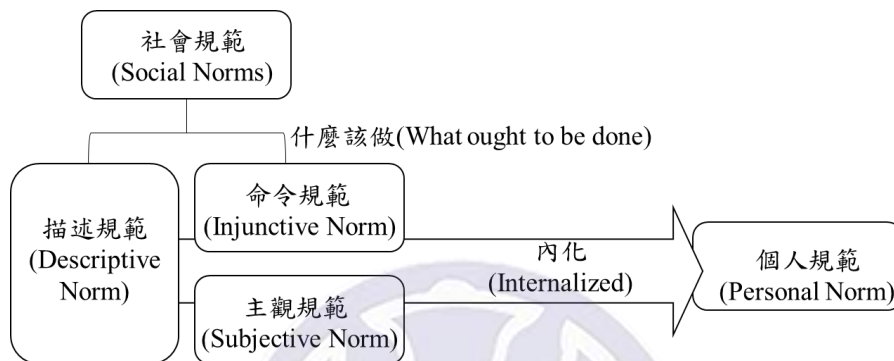 社會規範
(Social Norms)
什麼該做(What ought to be done)
描述規範
(Descriptive
Norm)
命令規範
(Injunctive Norm)
主觀規範
(Subjective Norm)
內化
(Internalized)
個人規範
(Personal Norm)